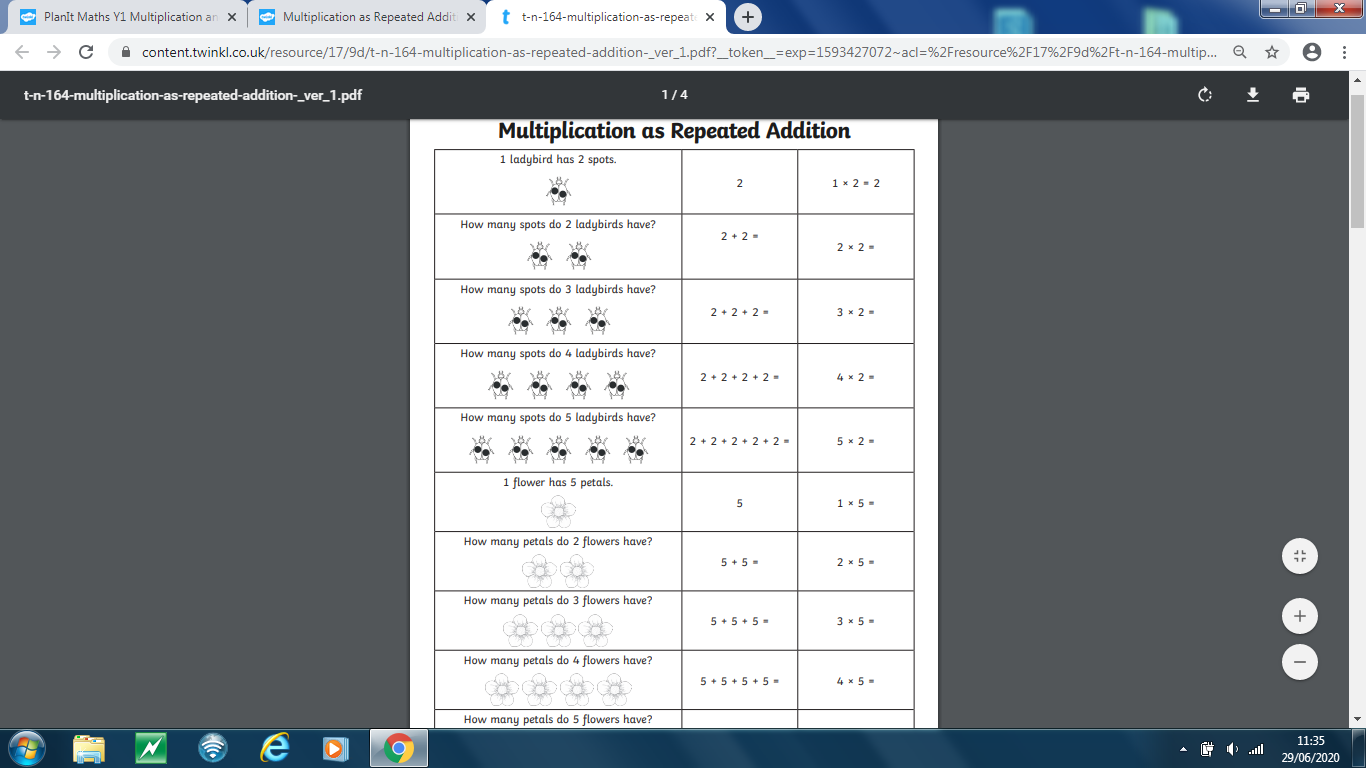 PlanIt Maths Y1 Multiplication an
Multiplication as Repeated Addit
t-n-164-multiplication-as-repeat
content.twinkl.co.uk/resource/17/9d/t-n-164-multiplication-as-repeated-addition-_ver_1.pdf?__token__=exp=1593427072~acl=%2Fresource%2F17%2F9d%2Ft-n-164-multip...
t-n-164-multiplication-as-repeated-addition-_ver_1.pdf
1 / 4
Multiplication as Repeated Addition
1 ladybird has 2 spots.
2
1 × 2 = 2
How many spots do 2 ladybirds have?
2 + 2 =
2 × 2 =
How many spots do 3 ladybirds have?
2 + 2 + 2 =
3 × 2 =
How many spots do 4 ladybirds have?
2 + 2 + 2 + 2 =
4 × 2 =
How many spots do 5 ladybirds have?
2 + 2 + 2 + 2 + 2 =
5 × 2 =
1 flower has 5 petals.
5
1 × 5 =
How many petals do 2 flowers have?
5 + 5 =
2 × 5 =
How many petals do 3 flowers have?
5 + 5 + 5 =
3 × 5 =
How many petals do 4 flowers have?
5 + 5 + 5 + 5 =
4 × 5 =
How many petals do 5 flowers have?
11:35
29/06/2020